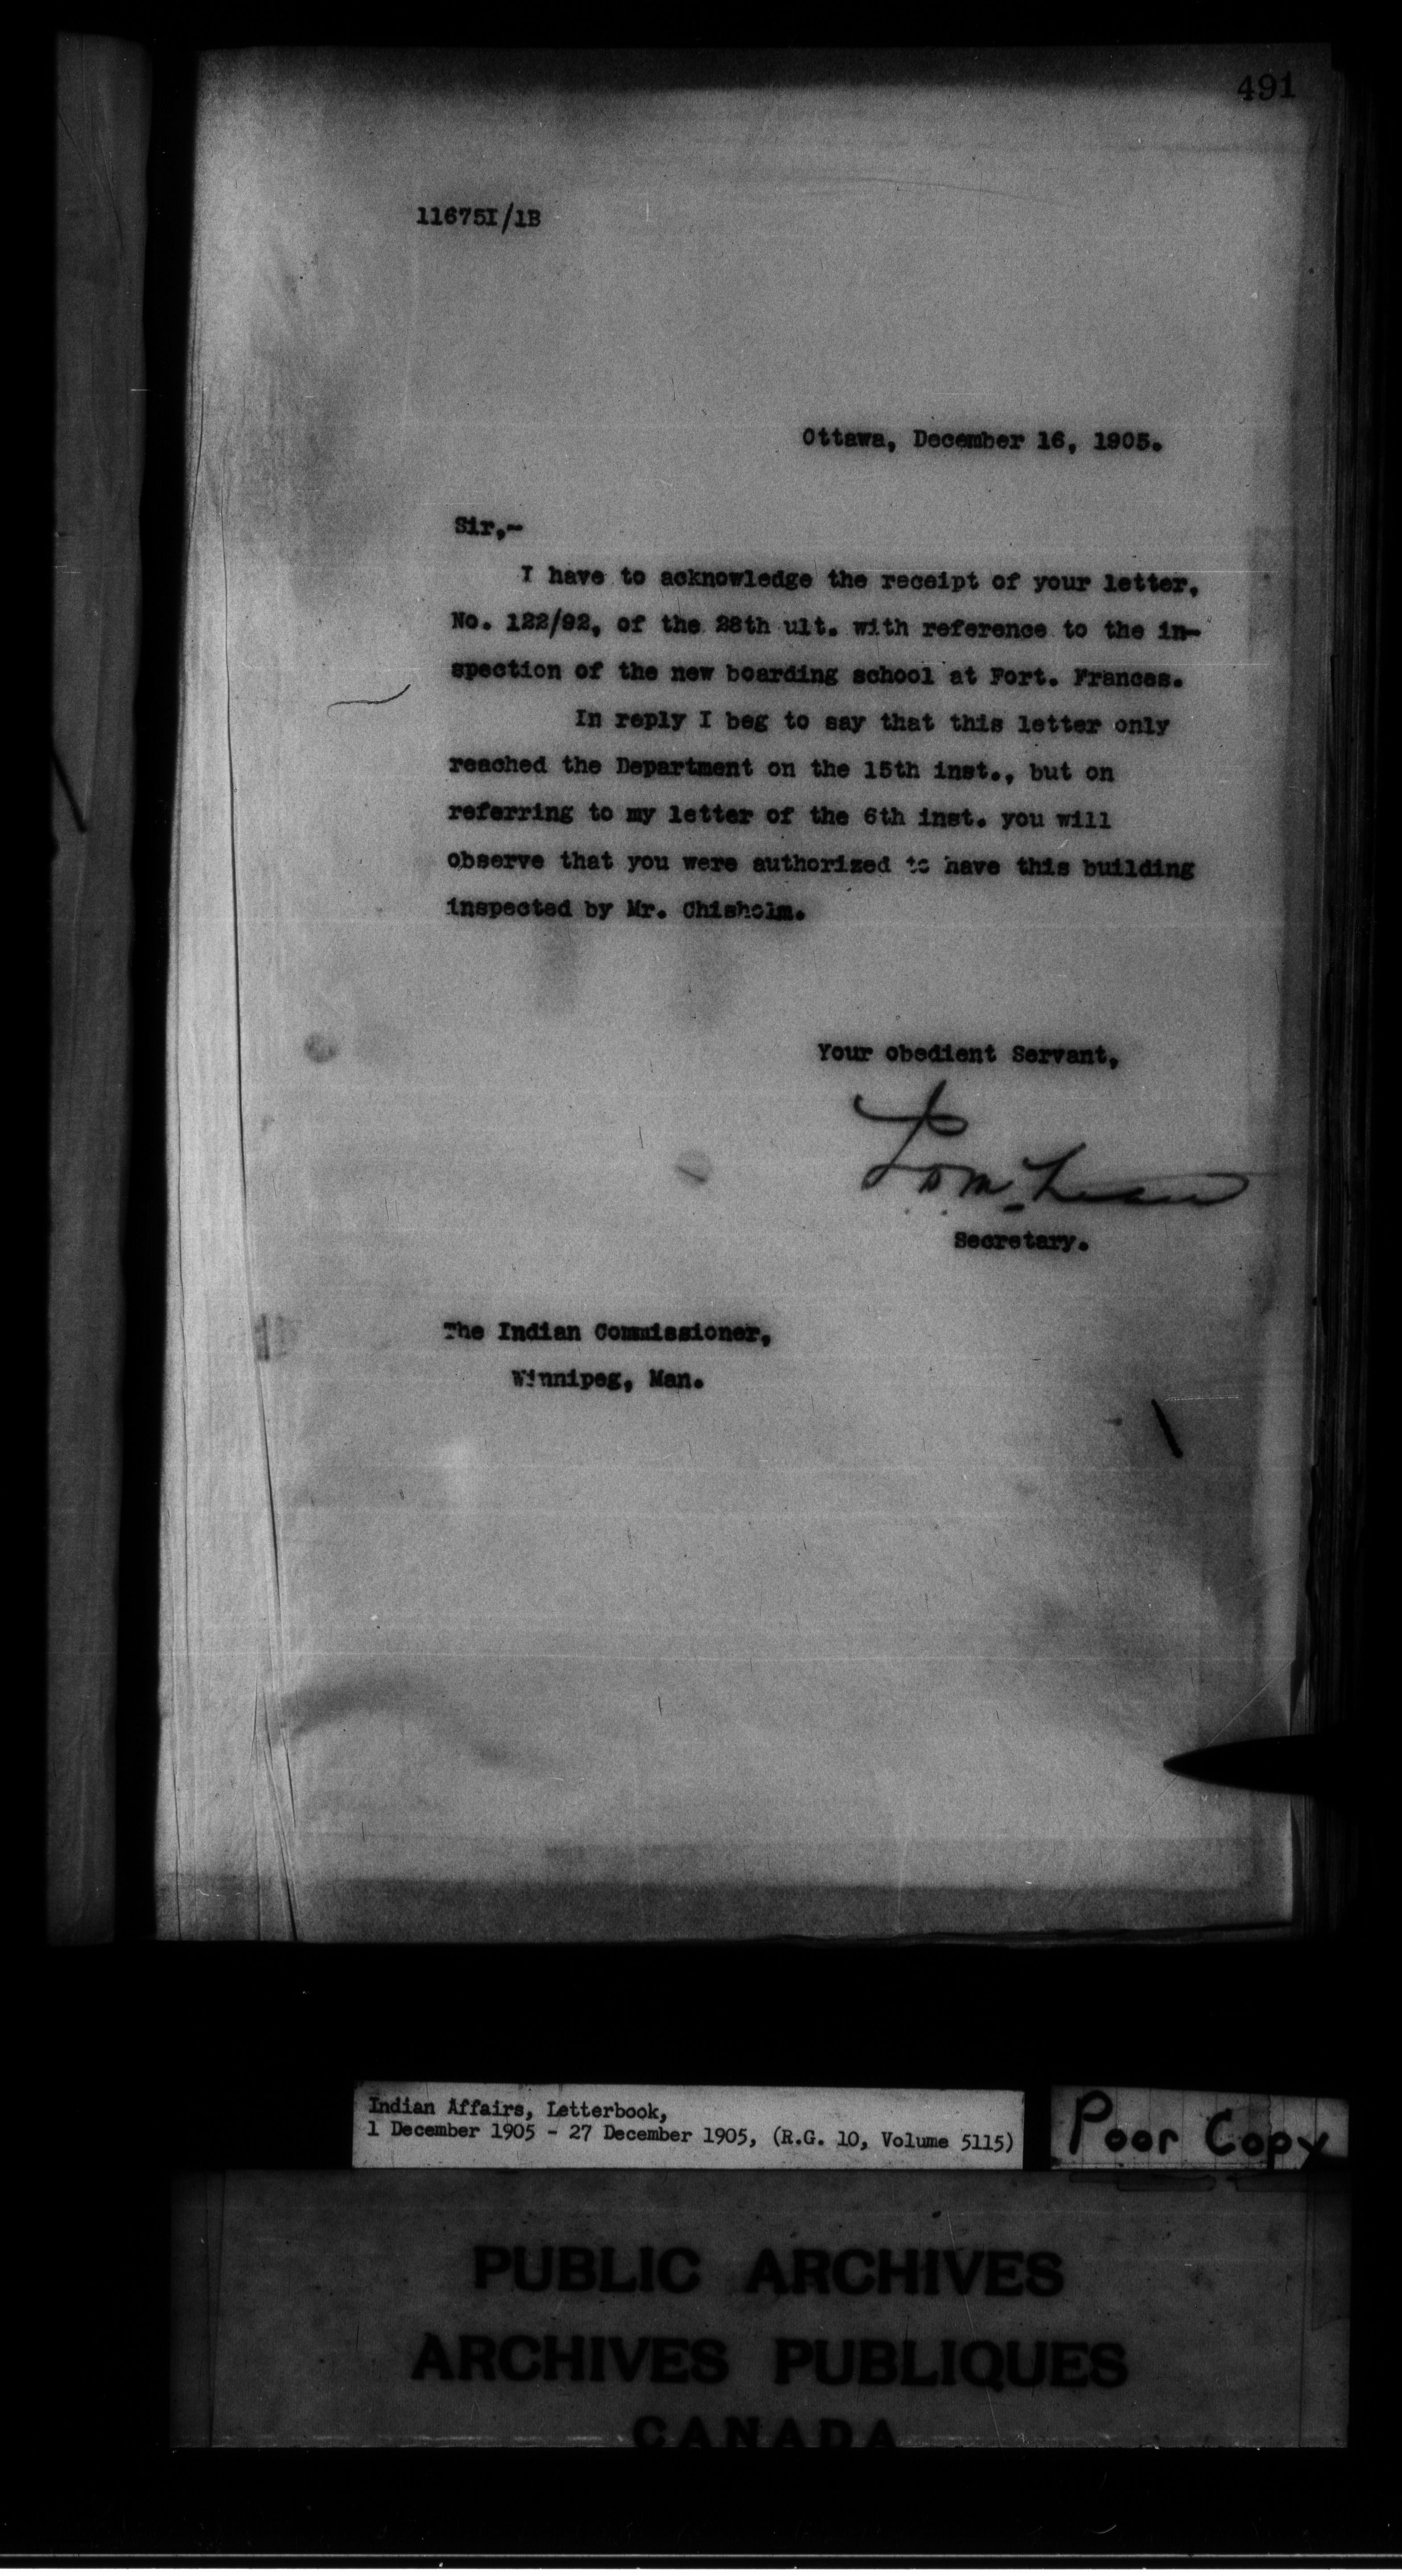 491
116751/1B
Ottawa, December 16, 1905.
Sir,-
I have to acknowledge the receipt of your letter,
No. 122/92, of the 28th ult. with reference to the in-
spection of the new boarding school at Fort. Frances.
In reply I beg to say that this letter only
reached the Department on the 15th inst., but on
referring to my letter of the 6th inst. you will
observe that you were authorized to have this building
inspected by Mr. Chisholm.
Your obedient Servant,
Secretary.
The Indian Commissioner,
Winnipeg, Man.
Indian Affairs, Letterbook,
1 December 1905 - 27 December 1905, (R.G. 10, Volume 5115)
Poor Copy
PUBLIC ARCHIVES
ARCHIVES PUBLIQUES
CANADA